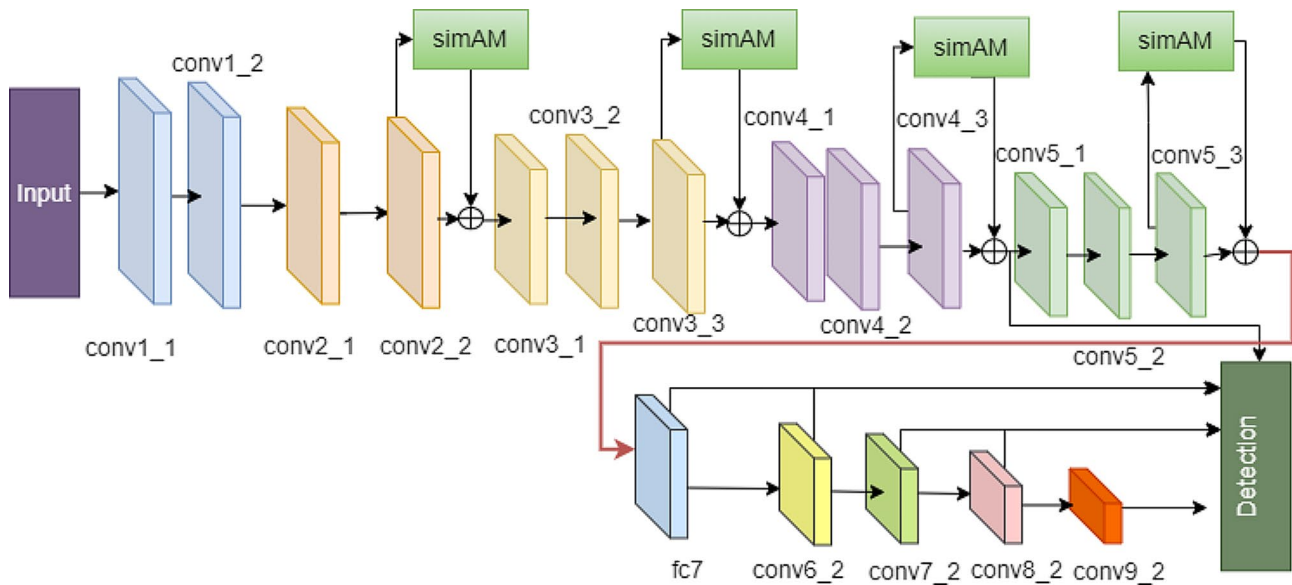 simAM
simAM
simAM
simAM
conv1_2
conv3_2
conv4_1
conv4_3
conv5_1
conv5_3
Input
conv1_1
conv2_1
conv2_2
conv3_1
conv3_3
conv4_2
conv5_2
Detection
fc7
conv6_2
conv7_2
conv8_2
conv9_2